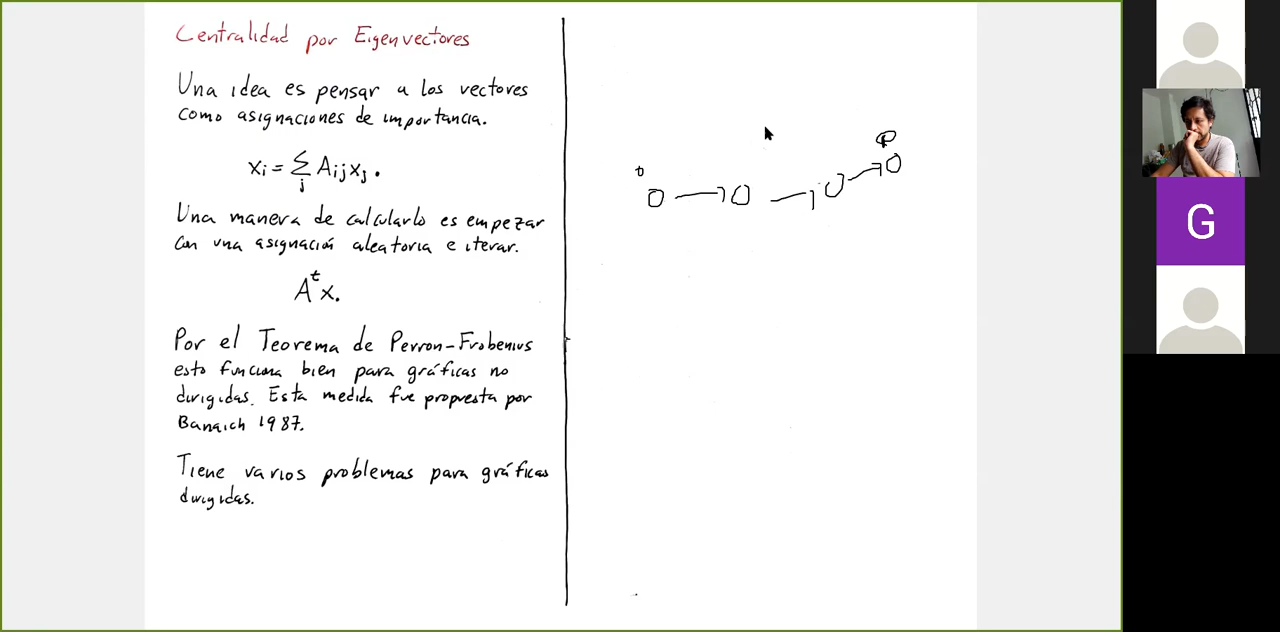 Centralidad por Eigenvectores
Una idea es pensar a los vectores
como asignaciones de importancia.
xi = ∑j Aij xj.
Una manera de calcularlo es empezar
con una asignación aleatoria e iterar.
A^t x.
Por el Teorema de Perron-Frobenius
esto funciona bien para gráficas no
dirigidas. Esta medida fue propuesta por
1987.
Tiene varios problemas para gráficas
dirigidas.
G